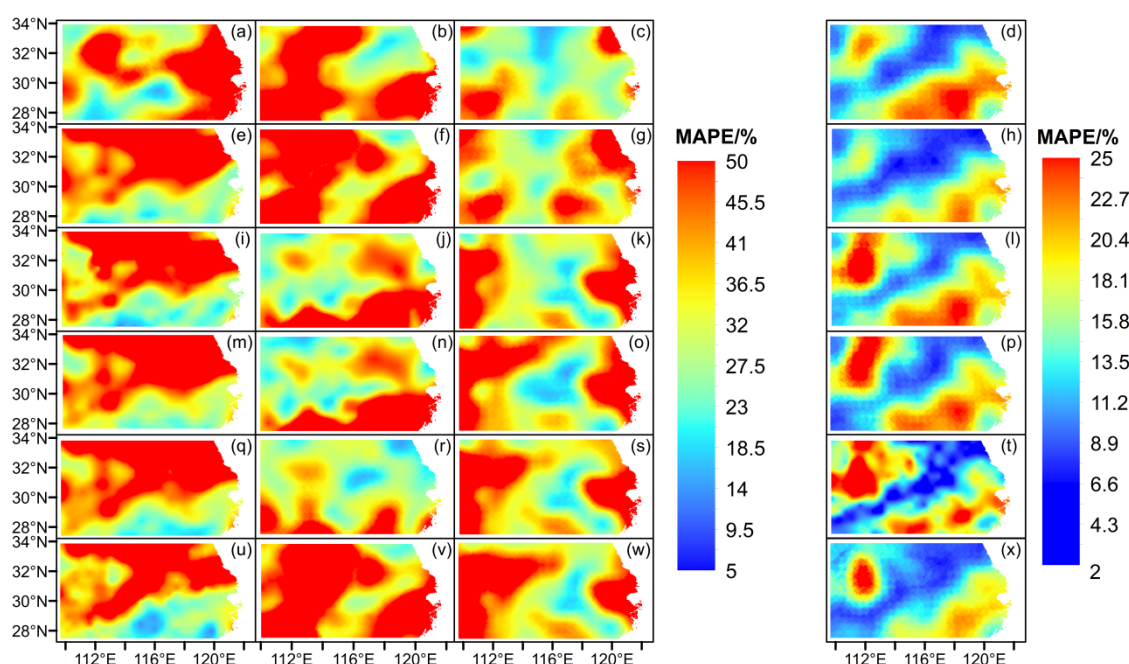 34°N (a) (b) (c) (d)
32°N
30°N
28°N
34°N (e) (f) (g) MAPE/% (h) MAPE/%
32°N 50 25
30°N 45.5 22.7
28°N 41 20.4
34°N (i) (j) (k) 36.5 (l) 18.1
32°N 32 15.8
30°N 27.5 13.5
28°N 23 11.2
34°N (m) (n) (o) 18.5 (p) 8.9
32°N 14 6.6
30°N 9.5 4.3
28°N 5 2
34°N (q) (r) (s) (t)
32°N
30°N
28°N
34°N (u) (v) (w) (x)
32°N
30°N
28°N
112°E 116°E 120°E 112°E 116°E 120°E 112°E 116°E 120°E 112°E 116°E 120°E